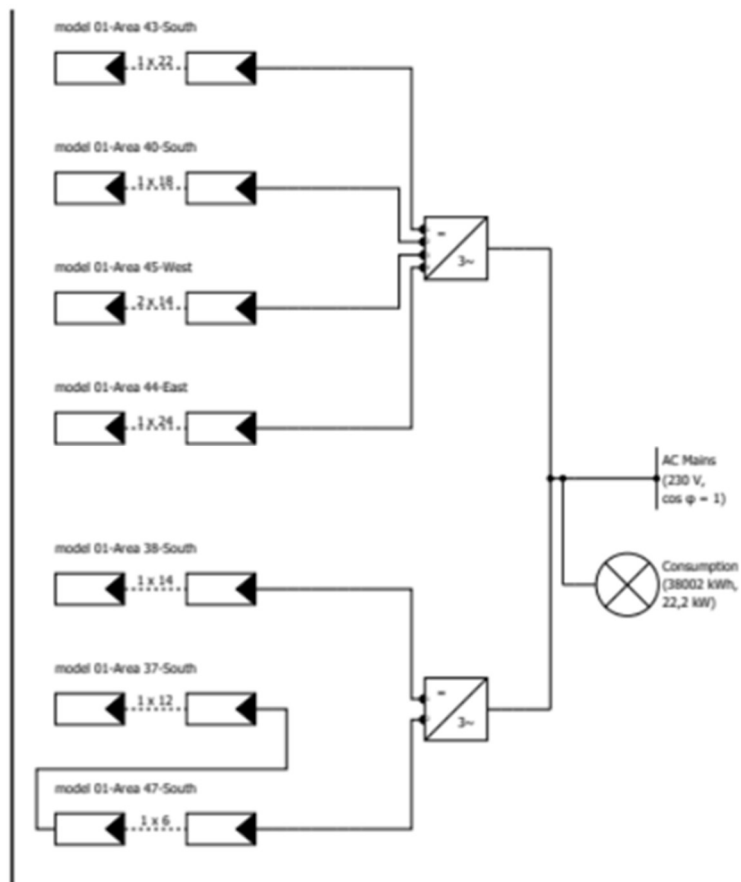 model 01-Area 43-South
1 x 22
model 01-Area 40-South
1 x 18
model 01-Area 45-West
2 x 14
=
3~
model 01-Area 44-East
1 x 24
AC Mains
(230 V,
cos φ = 1)
model 01-Area 38-South
1 x 14
Consumption
(38002 kWh,
22,2 kW)
model 01-Area 37-South
1 x 12
=
3~
model 01-Area 47-South
1 x 6